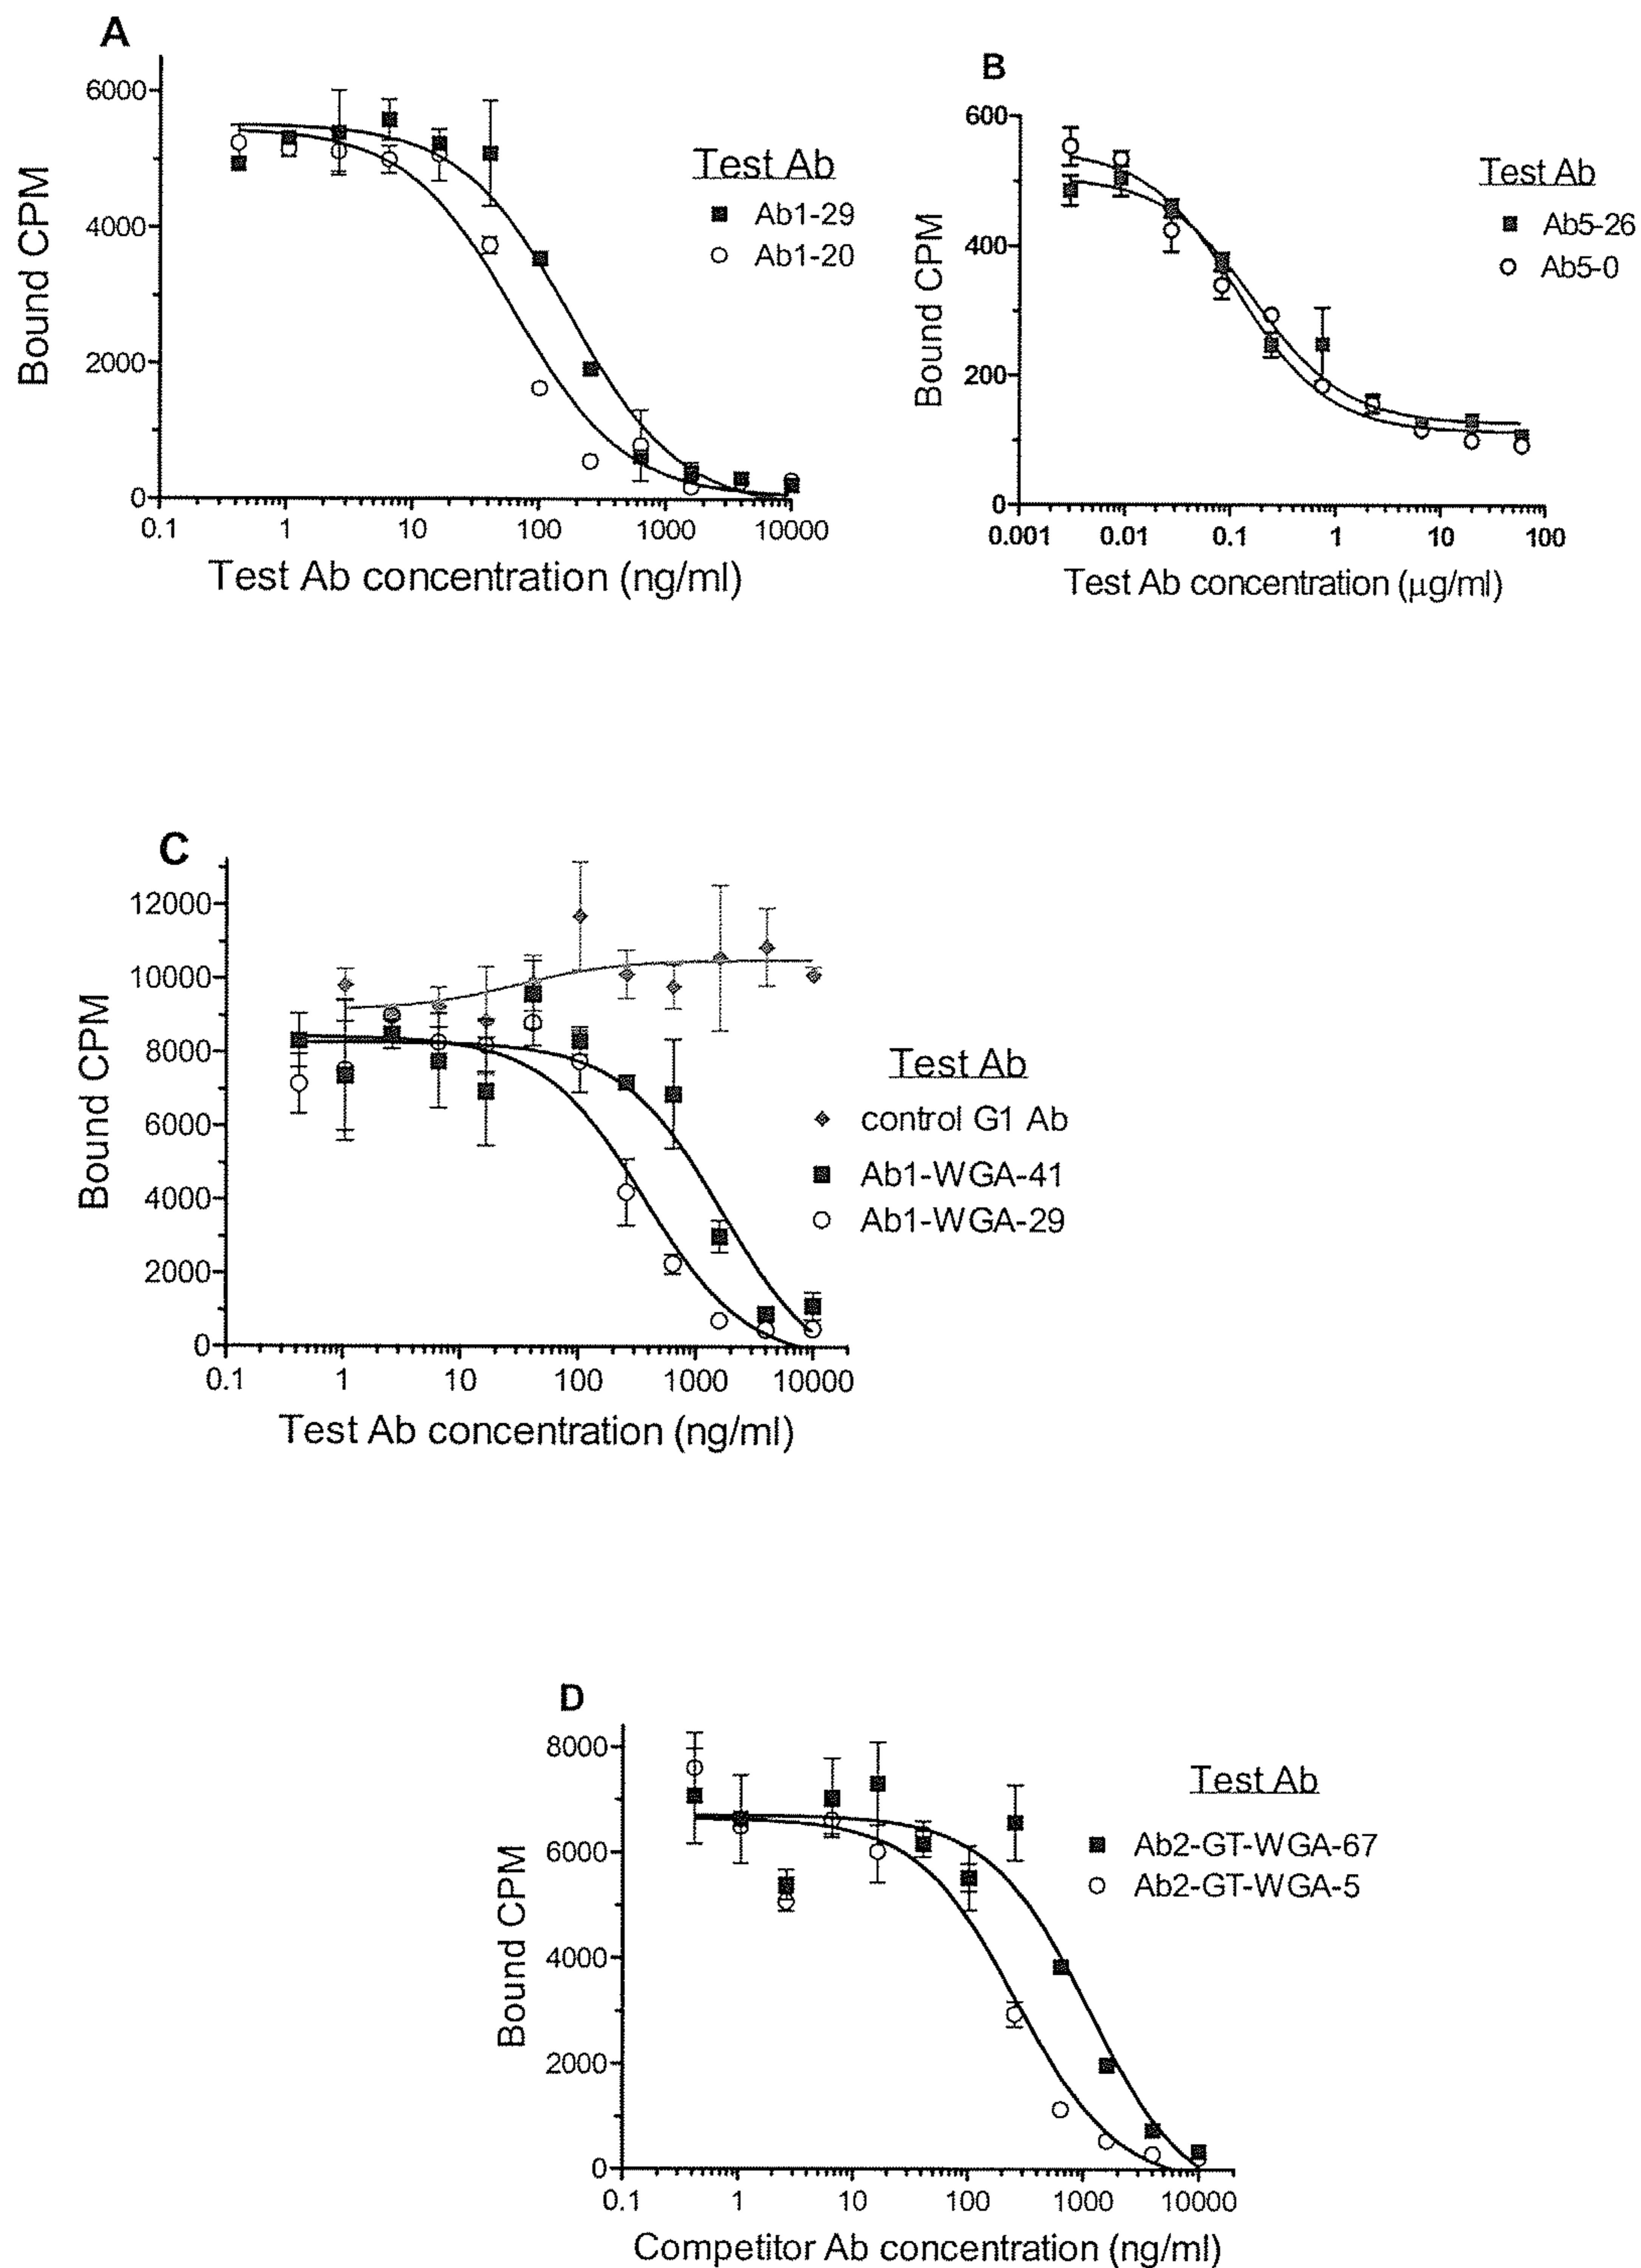 A
6000
4000
2000
0
0.1 1 10 100 1000 10000
Bound CPM
Test Ab concentration (ng/ml)
Test Ab
Ab1-29
Ab1-20
B
600
400
200
0
0.001 0.01 0.1 1 10 100
Bound CPM
Test Ab concentration (μg/ml)
Test Ab
Ab5-26
Ab5-0
C
12000
10000
8000
6000
4000
2000
0
0.1 1 10 100 1000 10000
Bound CPM
Test Ab concentration (ng/ml)
Test Ab
control G1 Ab
Ab1-WGA-41
Ab1-WGA-29
D
8000
6000
4000
2000
0
0.1 1 10 100 1000 10000
Bound CPM
Competitor Ab concentration (ng/ml)
Test Ab
Ab2-GT-WGA-67
Ab2-GT-WGA-5